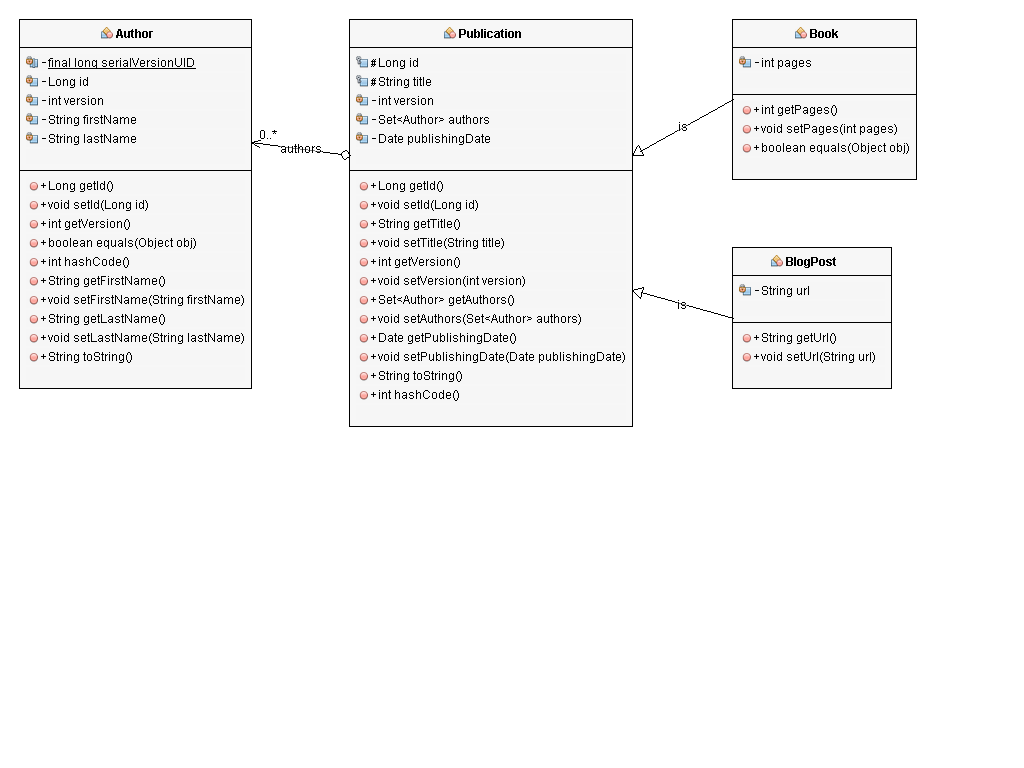 Author
-final long serialVersionUID
-Long id
-int version
-String firstName
-String lastName
+Long getId()
+void setId(Long id)
+int getVersion()
+boolean equals(Object obj)
+int hashCode()
+String getFirstName()
+void setFirstName(String firstName)
+String getLastName()
+void setLastName(String lastName)
+String toString()
0..*
authors
Publication
#Long id
#String title
-int version
-Set<Author> authors
-Date publishingDate
+Long getId()
+void setId(Long id)
+String getTitle()
+void setTitle(String title)
+int getVersion()
+void setVersion(int version)
+Set<Author> getAuthors()
+void setAuthors(Set<Author> authors)
+Date getPublishingDate()
+void setPublishingDate(Date publishingDate)
+String toString()
+int hashCode()
is
is
Book
-int pages
+int getPages()
+void setPages(int pages)
+boolean equals(Object obj)
BlogPost
-String url
+String getUrl()
+void setUrl(String url)